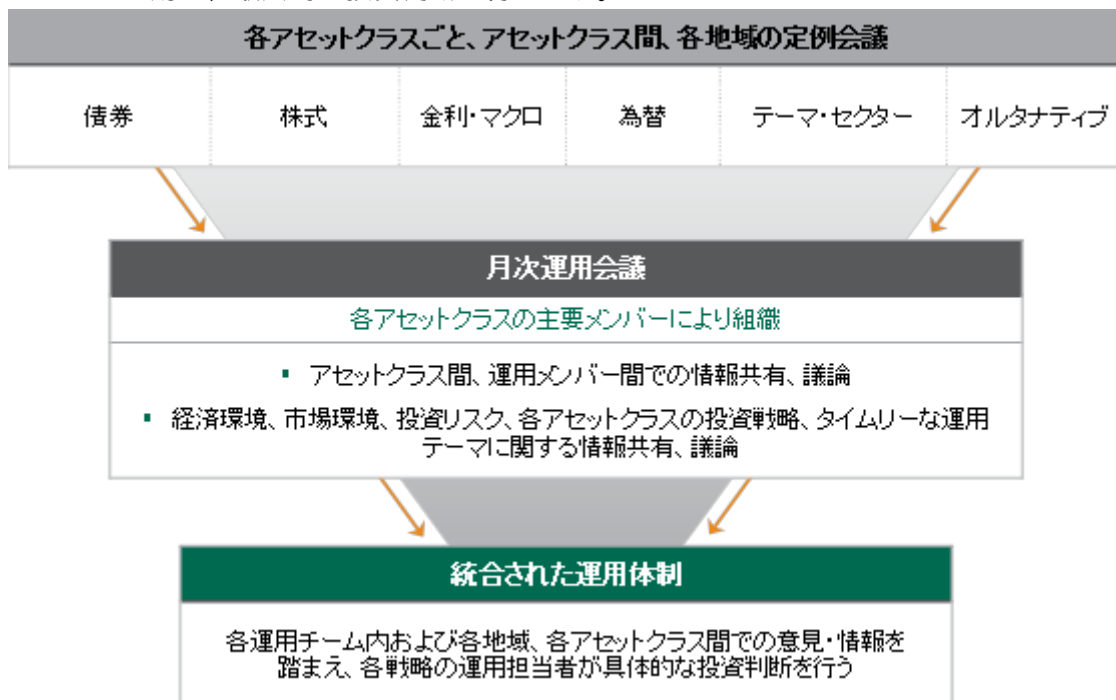 各アセットクラスごと、アセットクラス間、各地域の定例会議
債券 株式 金利・マクロ 為替 テーマ・セクター オルタナティブ
月次運用会議
各アセットクラスの主要メンバーにより組織
▪ アセットクラス間、運用メンバー間での情報共有、議論
▪ 経済環境、市場環境、投資リスク、各アセットクラスの投資戦略、タイムリーな運用
テーマに関する情報共有、議論
統合された運用体制
各運用チーム内および各地域、各アセットクラス間での意見・情報を
踏まえ、各戦略の運用担当者が具体的な投資判断を行う